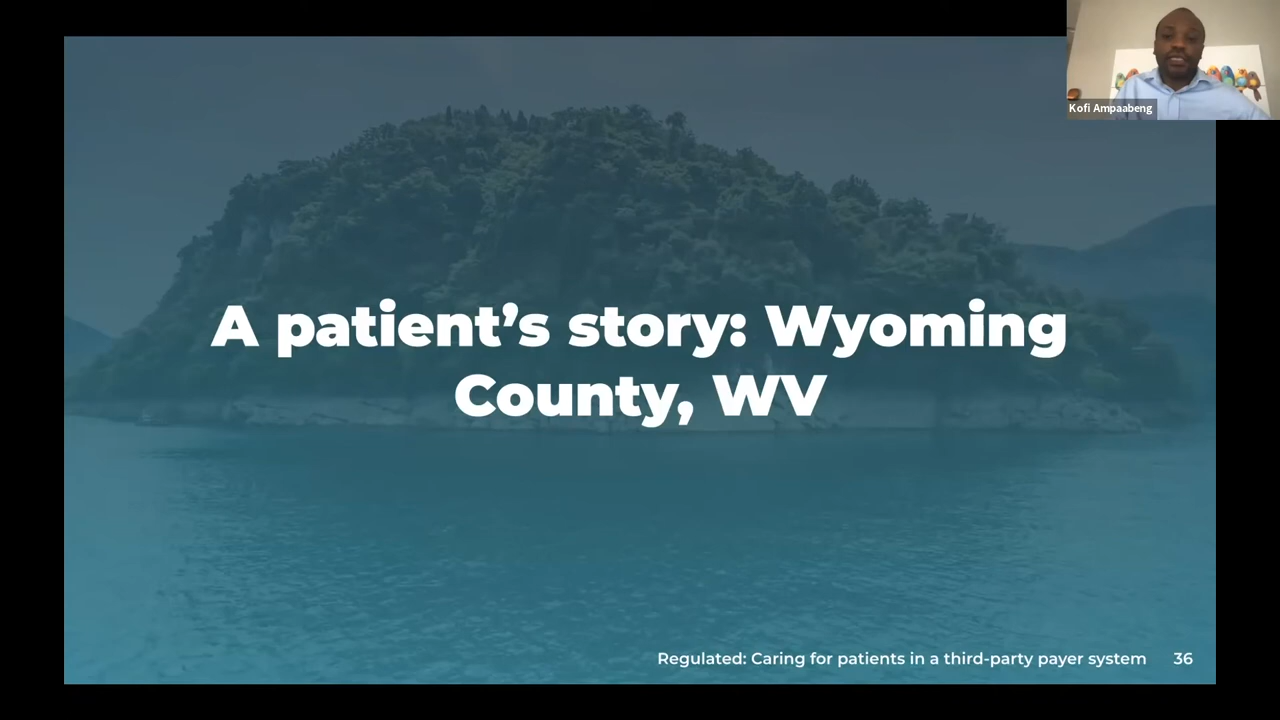 Kofi Ampaabeng
A patient’s story: Wyoming
County, WV
Regulated: Caring for patients in a third-party payer system 36